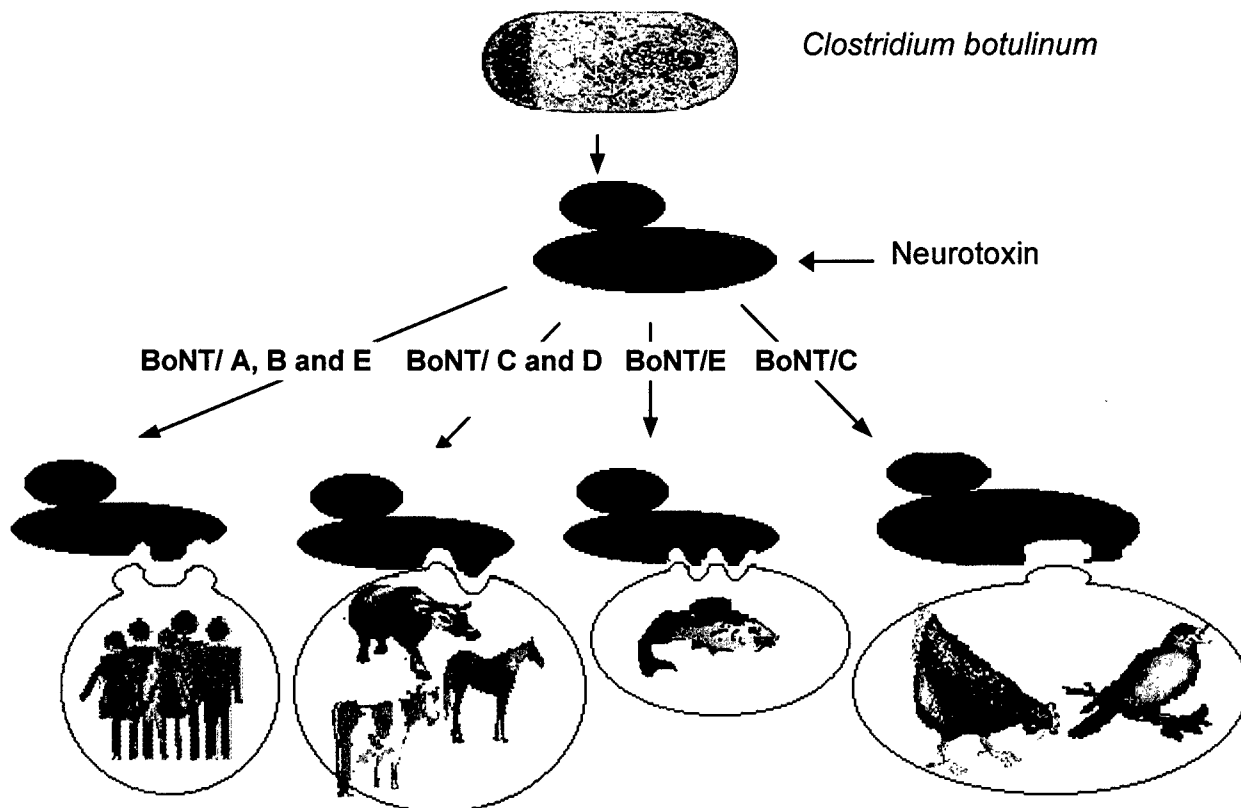 Clostridium botulinum
Neurotoxin
BoNT/ A, B and E
BoNT/ C and D
BoNT/E
BoNT/C